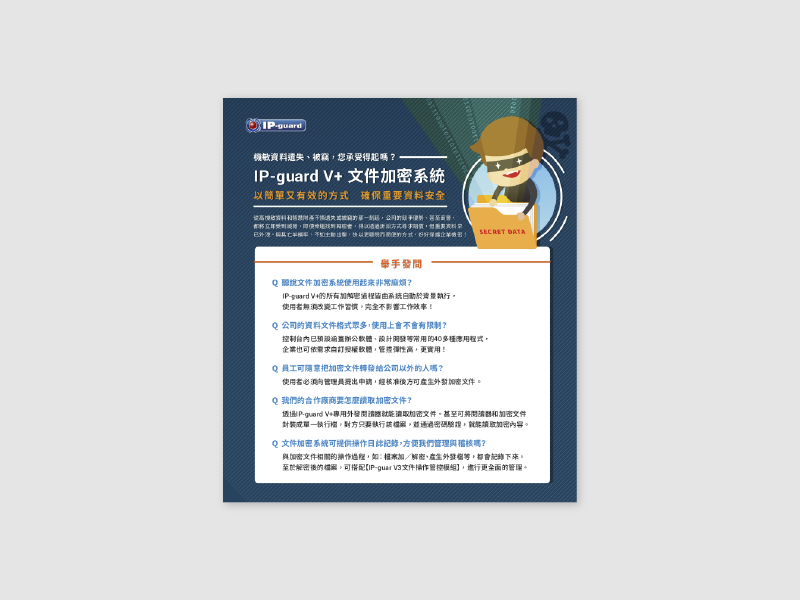 IP-guard
機敏資料遺失、被竊，您承受得起嗎？
IP-guard V+ 文件加密系統
以簡單又有效的方式 確保重要資料安全
SECRET DATA
舉手發問
Q 聽說文件加密系統使用起來非常麻煩?
IP-guard V+的所有加解密過程皆由系統自動於背景執行，
使用者無須改變工作習慣，完全不影響工作效率！
Q 公司的資料文件格式眾多，使用上會不會有限制?
控制台內已預設涵蓋辦公軟體、設計開發等常用的40多種應用程式，
企業也可依需求自訂授權軟體，管控彈性高，更實用！
Q 員工可隨意把加密文件轉發給公司以外的人嗎?
使用者必須向管理員提出申請，經核准後方可產生外發加密文件。
Q 我們的合作廠商要怎麼讀取加密文件?
透過IP-guard V+專用外發閱讀器就能讀取加密文件。甚至可將閱讀器和加密文件
封裝成單一執行檔，對方只要執行該檔案，並通過密碼驗證，就能讀取加密內容。
Q 文件加密系統可提供操作日誌記錄，方便我們管理與稽核嗎?
與加密文件相關的操作過程，如：檔案加／解密、產生外發檔等，都會記錄下來。
至於解密後的檔案，可搭配【IP-guar V3文件操作管控模組】，進行更全面的管理。